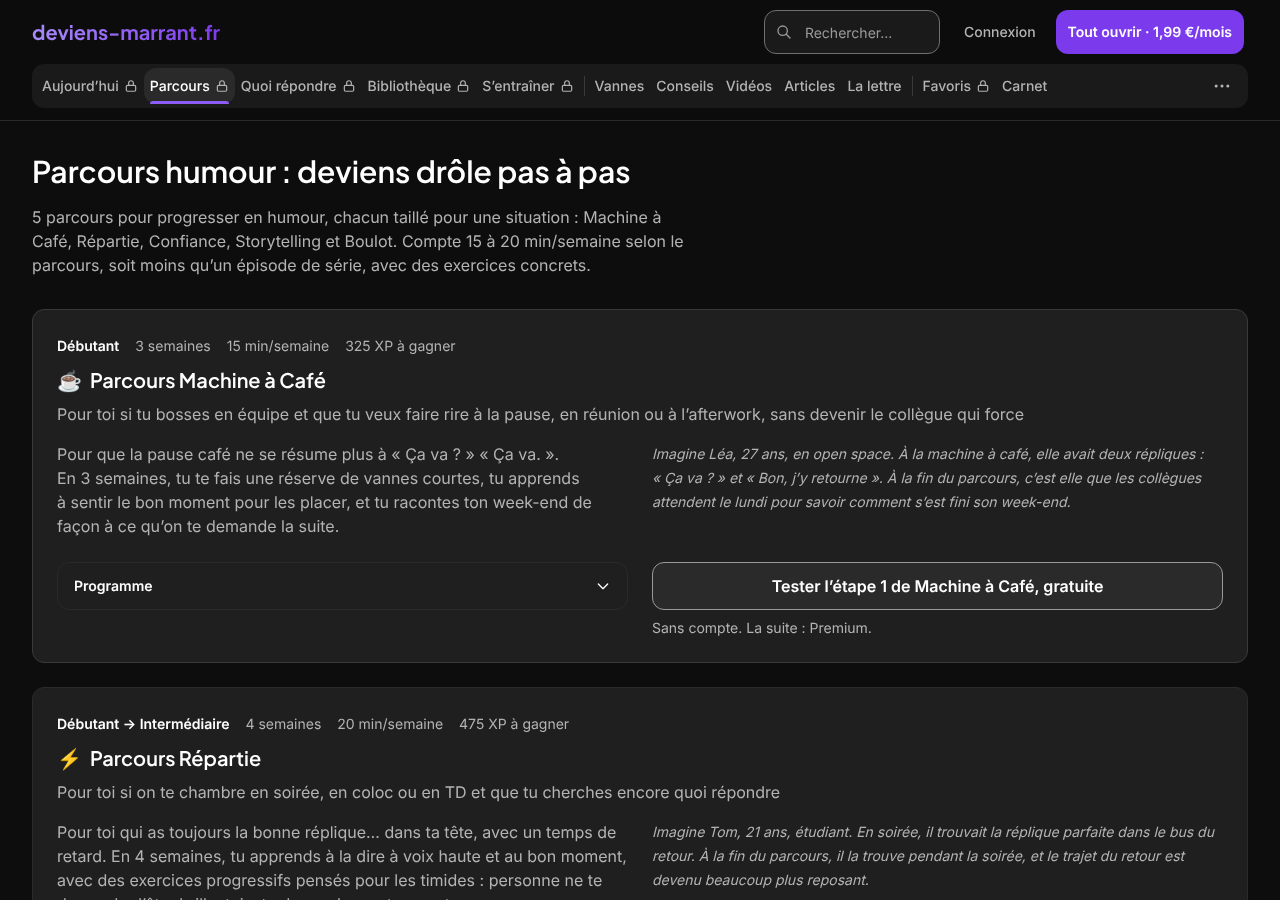 deviens-marrant.fr
Rechercher...
Connexion
Tout ouvrir · 1,99 €/mois
Aujourd’hui
Parcours
Quoi répondre
Bibliothèque
S’entraîner
Vannes
Conseils
Vidéos
Articles
La lettre
Favoris
Carnet
Parcours humour : deviens drôle pas à pas
5 parcours pour progresser en humour, chacun taillé pour une situation : Machine à
Café, Répartie, Confiance, Storytelling et Boulot. Compte 15 à 20 min/semaine selon le
parcours, soit moins qu’un épisode de série, avec des exercices concrets.
Débutant 3 semaines 15 min/semaine 325 XP à gagner
☕ Parcours Machine à Café
Pour toi si tu bosses en équipe et que tu veux faire rire à la pause, en réunion ou à l’afterwork, sans devenir le collègue qui force
Pour que la pause café ne se résume plus à « Ça va ? » « Ça va. ».
En 3 semaines, tu te fais une réserve de vannes courtes, tu apprends
à sentir le bon moment pour les placer, et tu racontes ton week-end de
façon à ce qu’on te demande la suite.
Imagine Léa, 27 ans, en open space. À la machine à café, elle avait deux répliques :
« Ça va ? » et « Bon, j’y retourne ». À la fin du parcours, c’est elle que les collègues
attendent le lundi pour savoir comment s’est fini son week-end.
Programme
Tester l’étape 1 de Machine à Café, gratuite
Sans compte. La suite : Premium.
Débutant → Intermédiaire 4 semaines 20 min/semaine 475 XP à gagner
⚡ Parcours Répartie
Pour toi si on te chambre en soirée, en coloc ou en TD et que tu cherches encore quoi répondre
Pour toi qui as toujours la bonne réplique… dans ta tête, avec un temps de
retard. En 4 semaines, tu apprends à la dire à voix haute et au bon moment,
avec des exercices progressifs pensés pour les timides : personne ne te
Imagine Tom, 21 ans, étudiant. En soirée, il trouvait la réplique parfaite dans le bus du
retour. À la fin du parcours, il la trouve pendant la soirée, et le trajet du retour est
devenu beaucoup plus reposant.